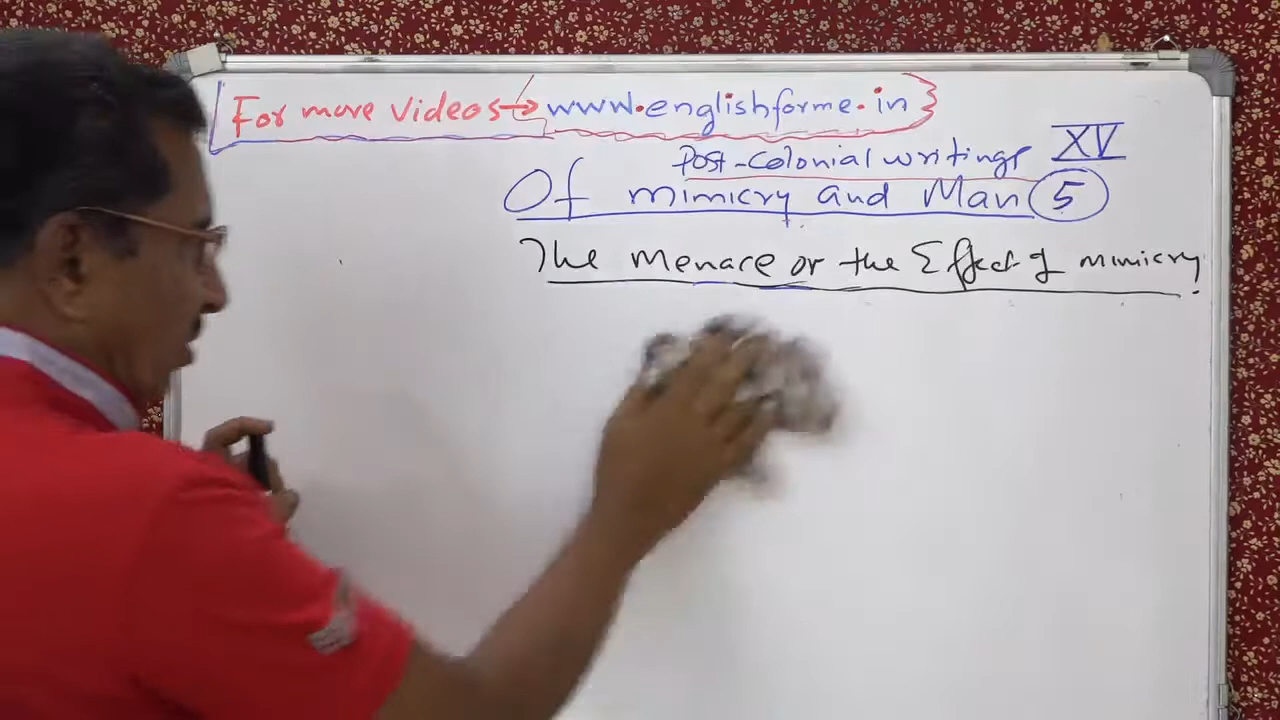 For more videos → www.englishforme.in
Post-Colonial writings XV
Of mimicry and Man 5
The Menace or the Effect of mimicry